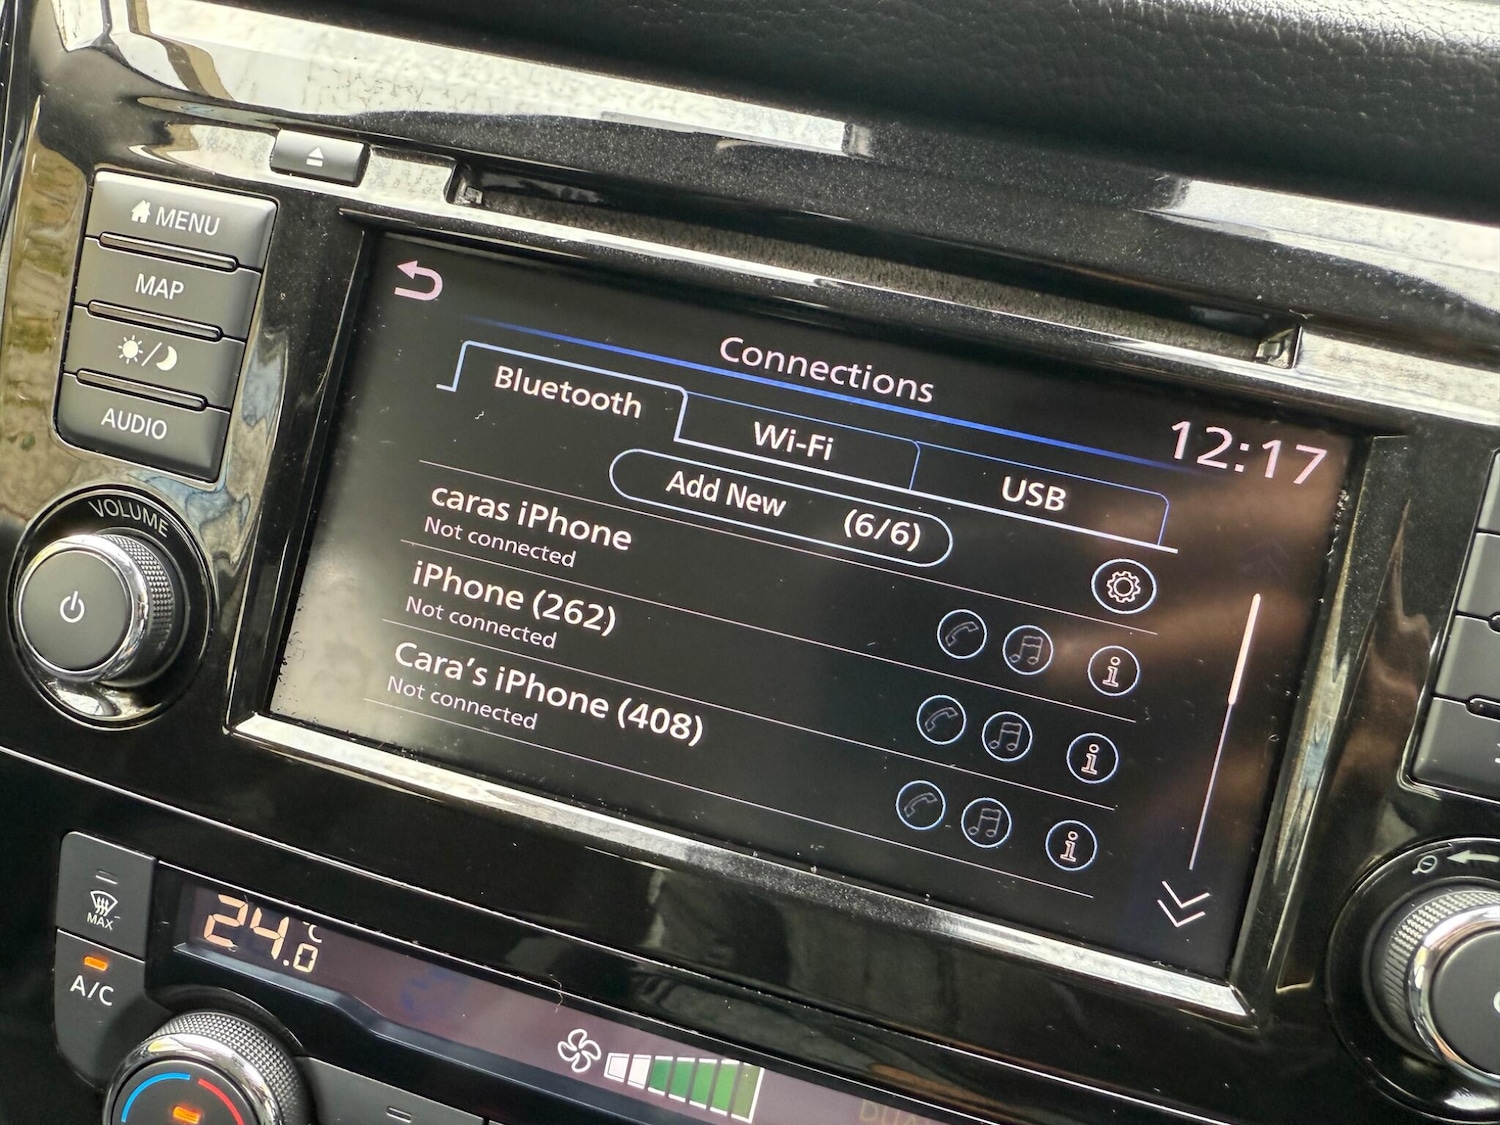 MENU
MAP
AUDIO
VOLUME
Connections
12:17
Bluetooth
Wi-Fi
USB
Add New (6/6)
caras iPhone
Not connected
iPhone (262)
Not connected
Cara's iPhone (408)
Not connected
MAX
A/C
24.0 °C